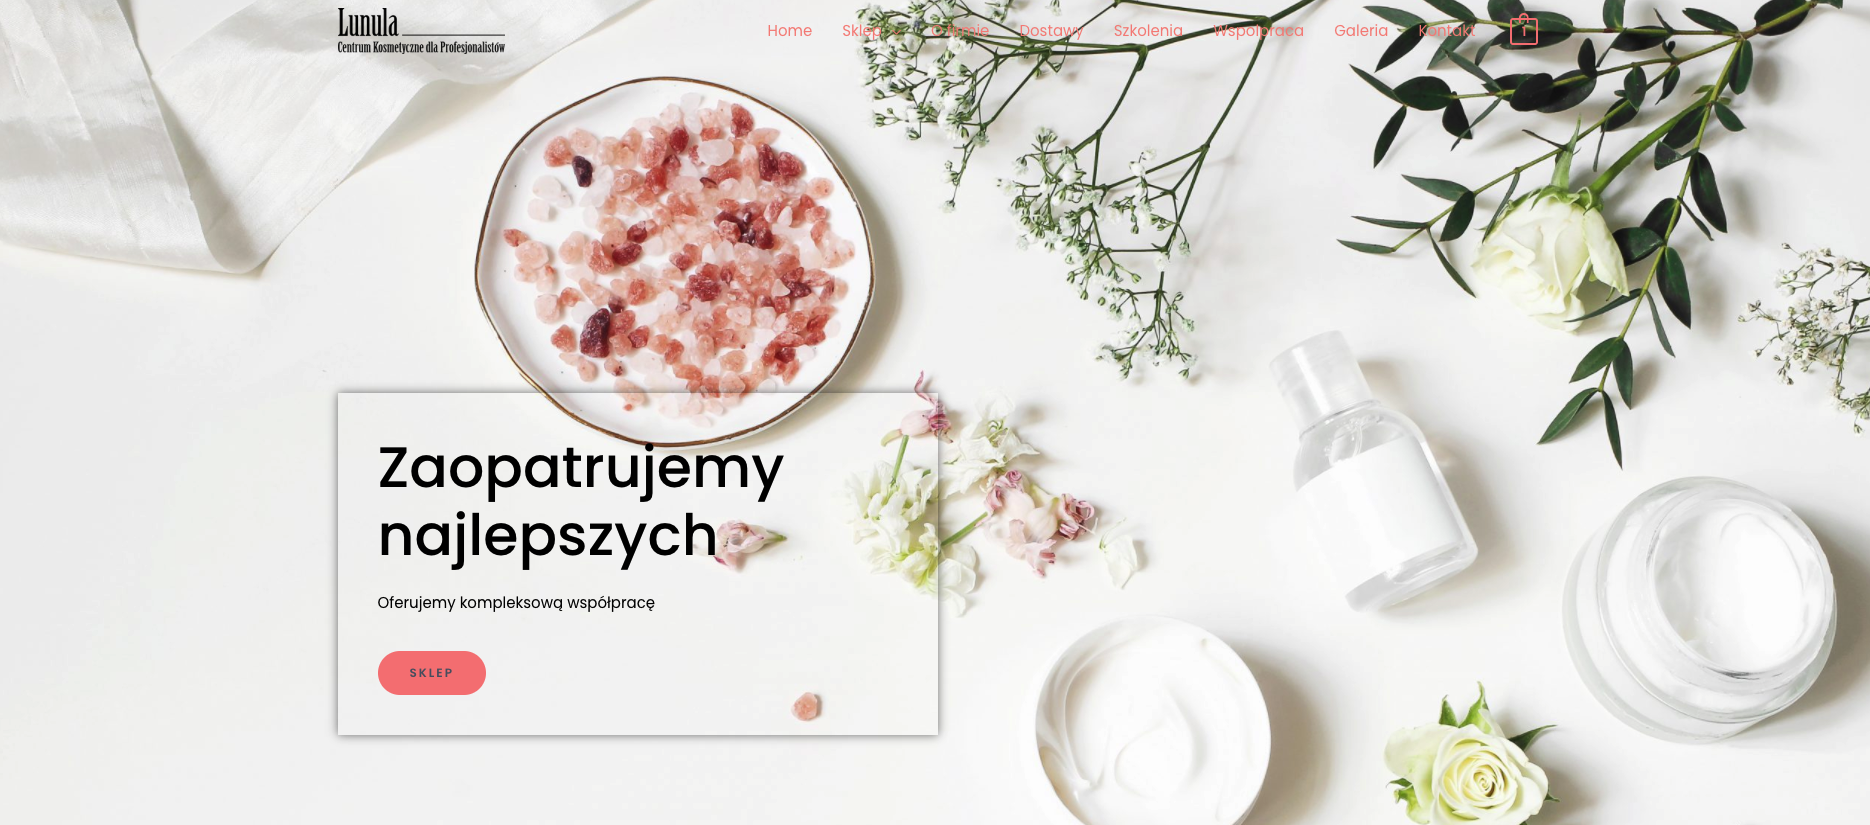 Lunula
Centrum Kosmetyczne dla Profesjonalistów
Home Sklep O Firmie Dostawy Szkolenia Współpraca Galeria Kontakt 1
Zaopatrujemy
najlepszych
Oferujemy kompleksową współpracę
SKLEP